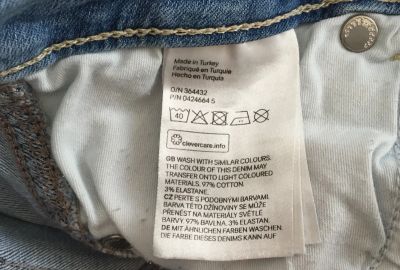 Made in Turkey
Fabriqué en Turquie
Hecho en Turquía
O/N 364432
P/N 0424664 5
40
clevercare.info
GB WASH WITH SIMILAR COLOURS.
THE COLOUR OF THIS DENIM MAY
TRANSFER ONTO LIGHT COLOURED
MATERIALS. 97% COTTON.
3% ELASTANE.
CZ PERTE S PODOBNÝMI BARVAMI
BARVA TÉTO DŽÍNOVINY SE MŮŽE
PŘENÉST NA MATERIÁLY SVĚTLÉ
BARVY. 97% BAVLNA, 3% ELASTAN.
DE MIT ÄHNLICHEN FARBEN WASCHEN.
DIE FARBE DIESES DENIMS KANN AUF